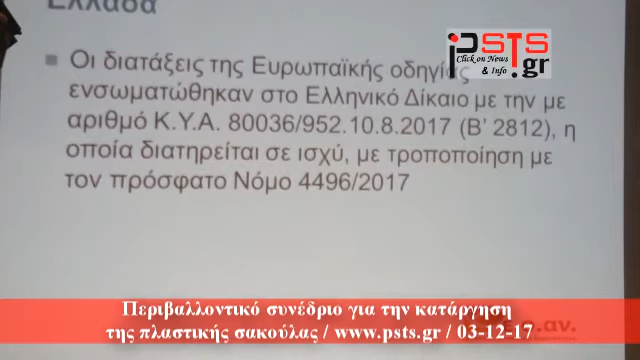 Ελλάδα
psts
Click on News
& Info
.gr
Οι διατάξεις της Ευρωπαϊκής οδηγίας
ενσωματώθηκαν στο Ελληνικό Δίκαιο με την με
αριθμό Κ.Υ.Α. 80036/952.10.8.2017 (Β’ 2812), η
οποία διατηρείται σε ισχύ, με τροποποίηση με
τον πρόσφατο Νόμο 4496/2017
Περιβαλλοντικό συνέδριο για την κατάργηση
της πλαστικής σακούλας / www.psts.gr / 03-12-17